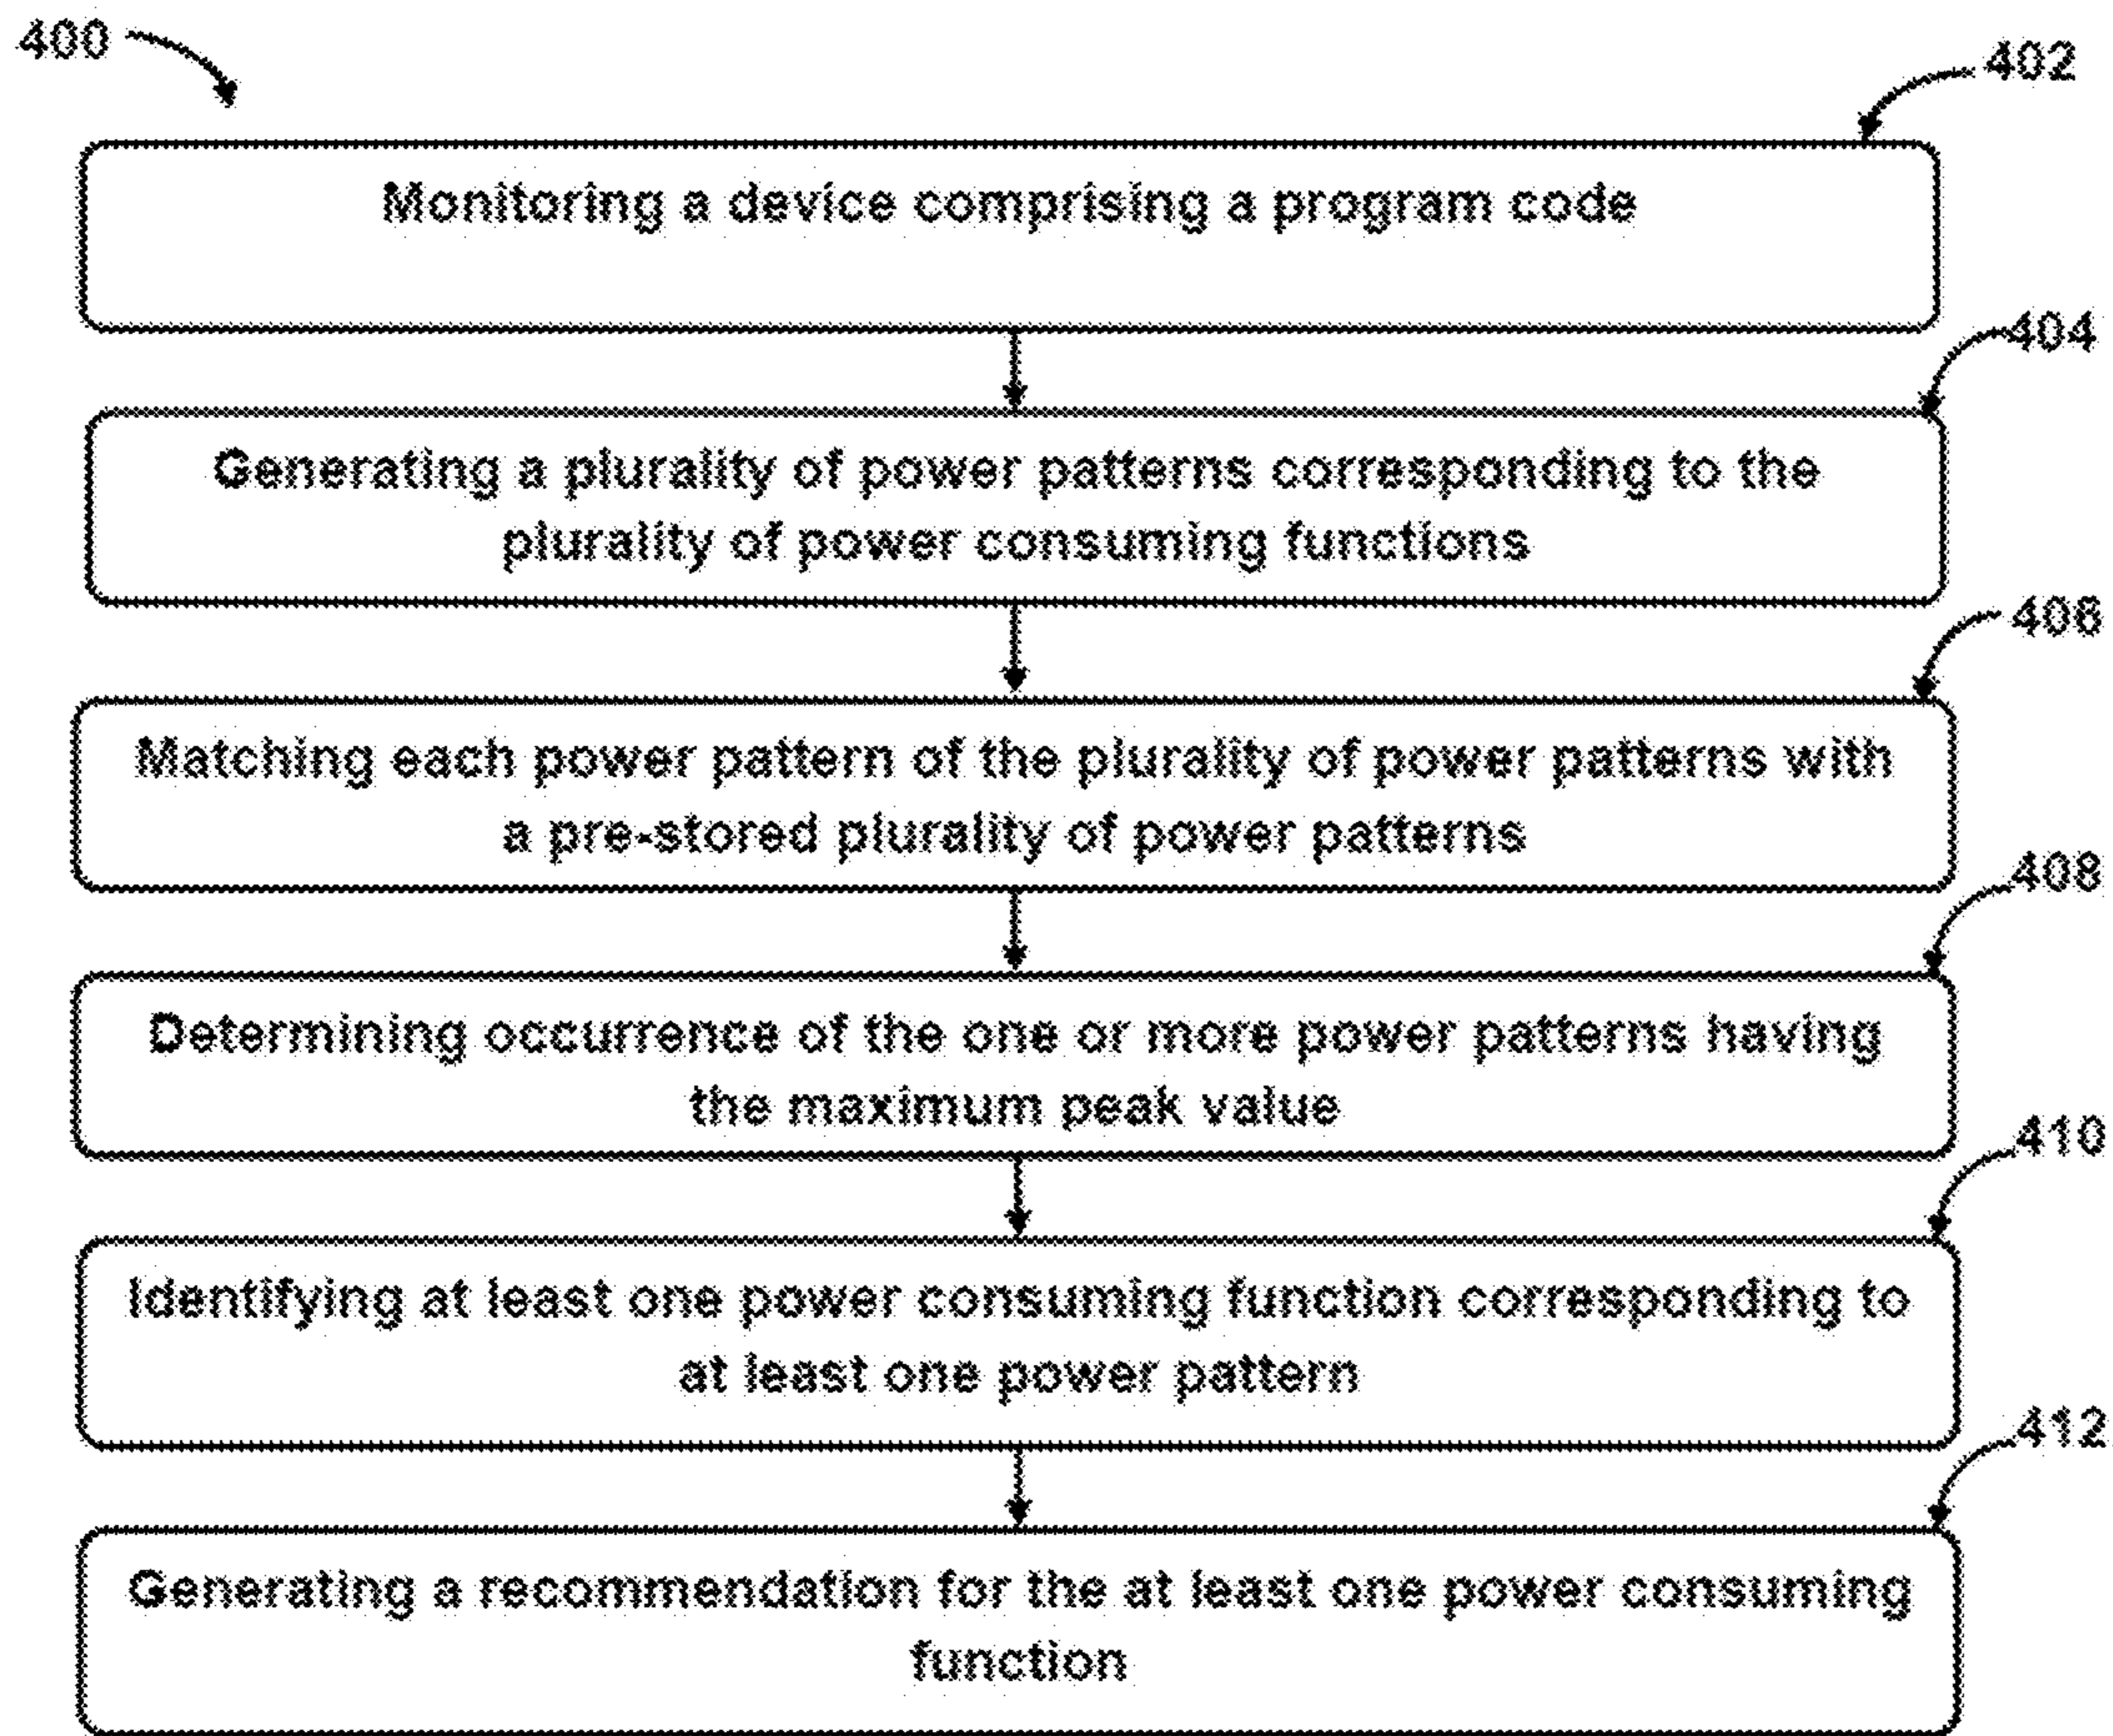 400
402
Monitoring a device comprising a program code
404
Generating a plurality of power patterns corresponding to the
plurality of power consuming functions
406
Matching each power pattern of the plurality of power patterns with
a pre-stored plurality of power patterns
408
Determining occurrence of the one or more power patterns having
the maximum peak value
410
Identifying at least one power consuming function corresponding to
at least one power pattern
412
Generating a recommendation for the at least one power consuming
function